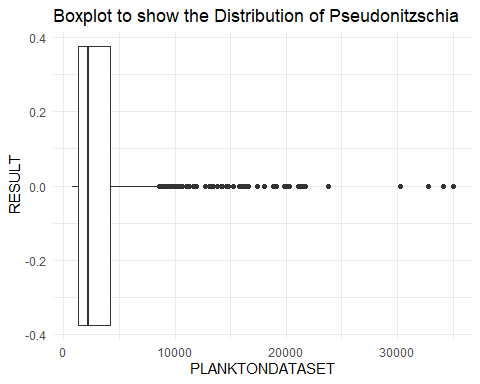 Boxplot to show the Distribution of Pseudonitzschia
0.4
0.2
0.0
-0.2
-0.4
RESULT
0 10000 20000 30000
PLANKTONDATASET